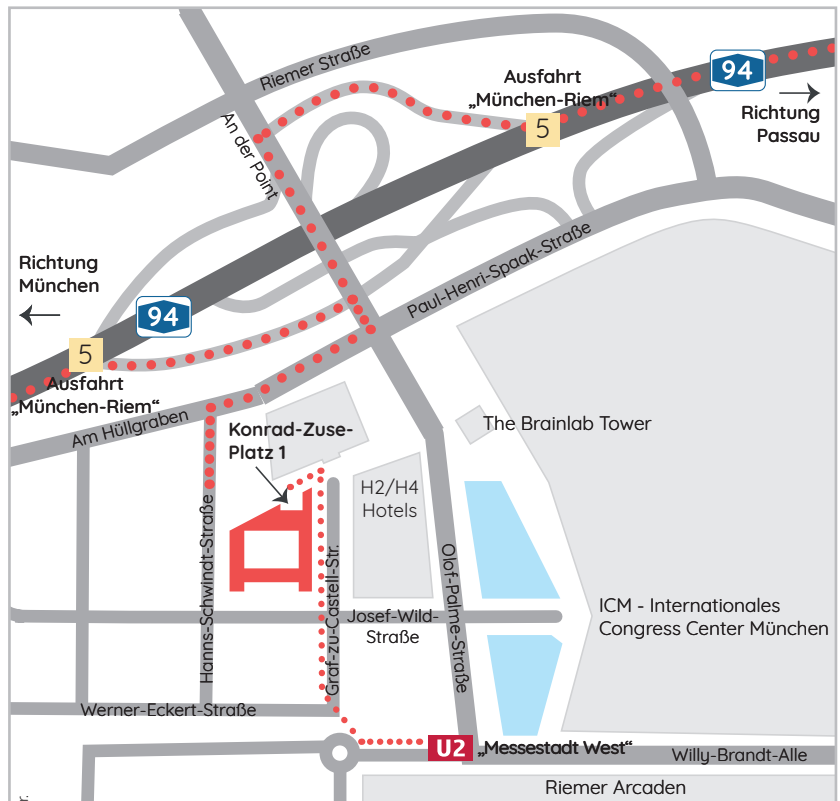 Riemer Straße
Ausfahrt
„München-Riem“
94
5
Richtung
Passau
An der Point
Richtung
München
94
5
Ausfahrt
„München-Riem“
Paul-Henri-Spaak-Straße
Am Hüllgraben
Konrad-Zuse-
Platz 1
The Brainlab Tower
H2/H4
Hotels
Hanns-Schwindt-Straße
Graf-zu-Castell-Str.
Olof-Palme-Straße
Josef-Wild-
Straße
ICM - Internationales
Congress Center München
Werner-Eckert-Straße
U2
„Messestadt West“
Willy-Brandt-Alle
Riemer Arcaden